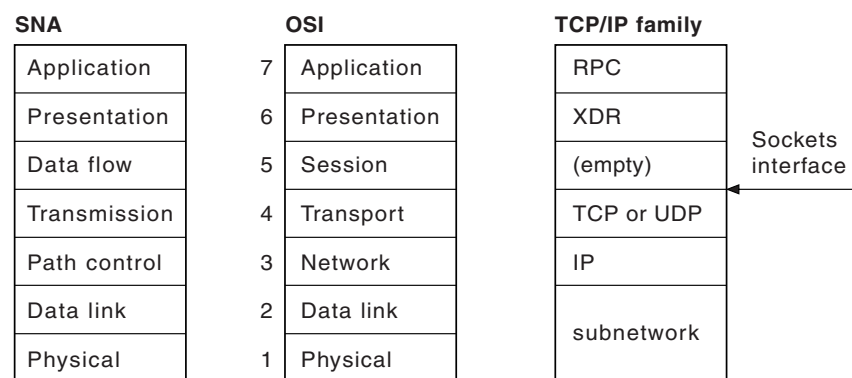 SNA OSI TCP/IP family
Application 7 Application RPC
Presentation 6 Presentation XDR
Data flow 5 Session (empty)
Sockets
interface
Transmission 4 Transport TCP or UDP
Path control 3 Network IP
Data link 2 Data link
subnetwork
Physical 1 Physical